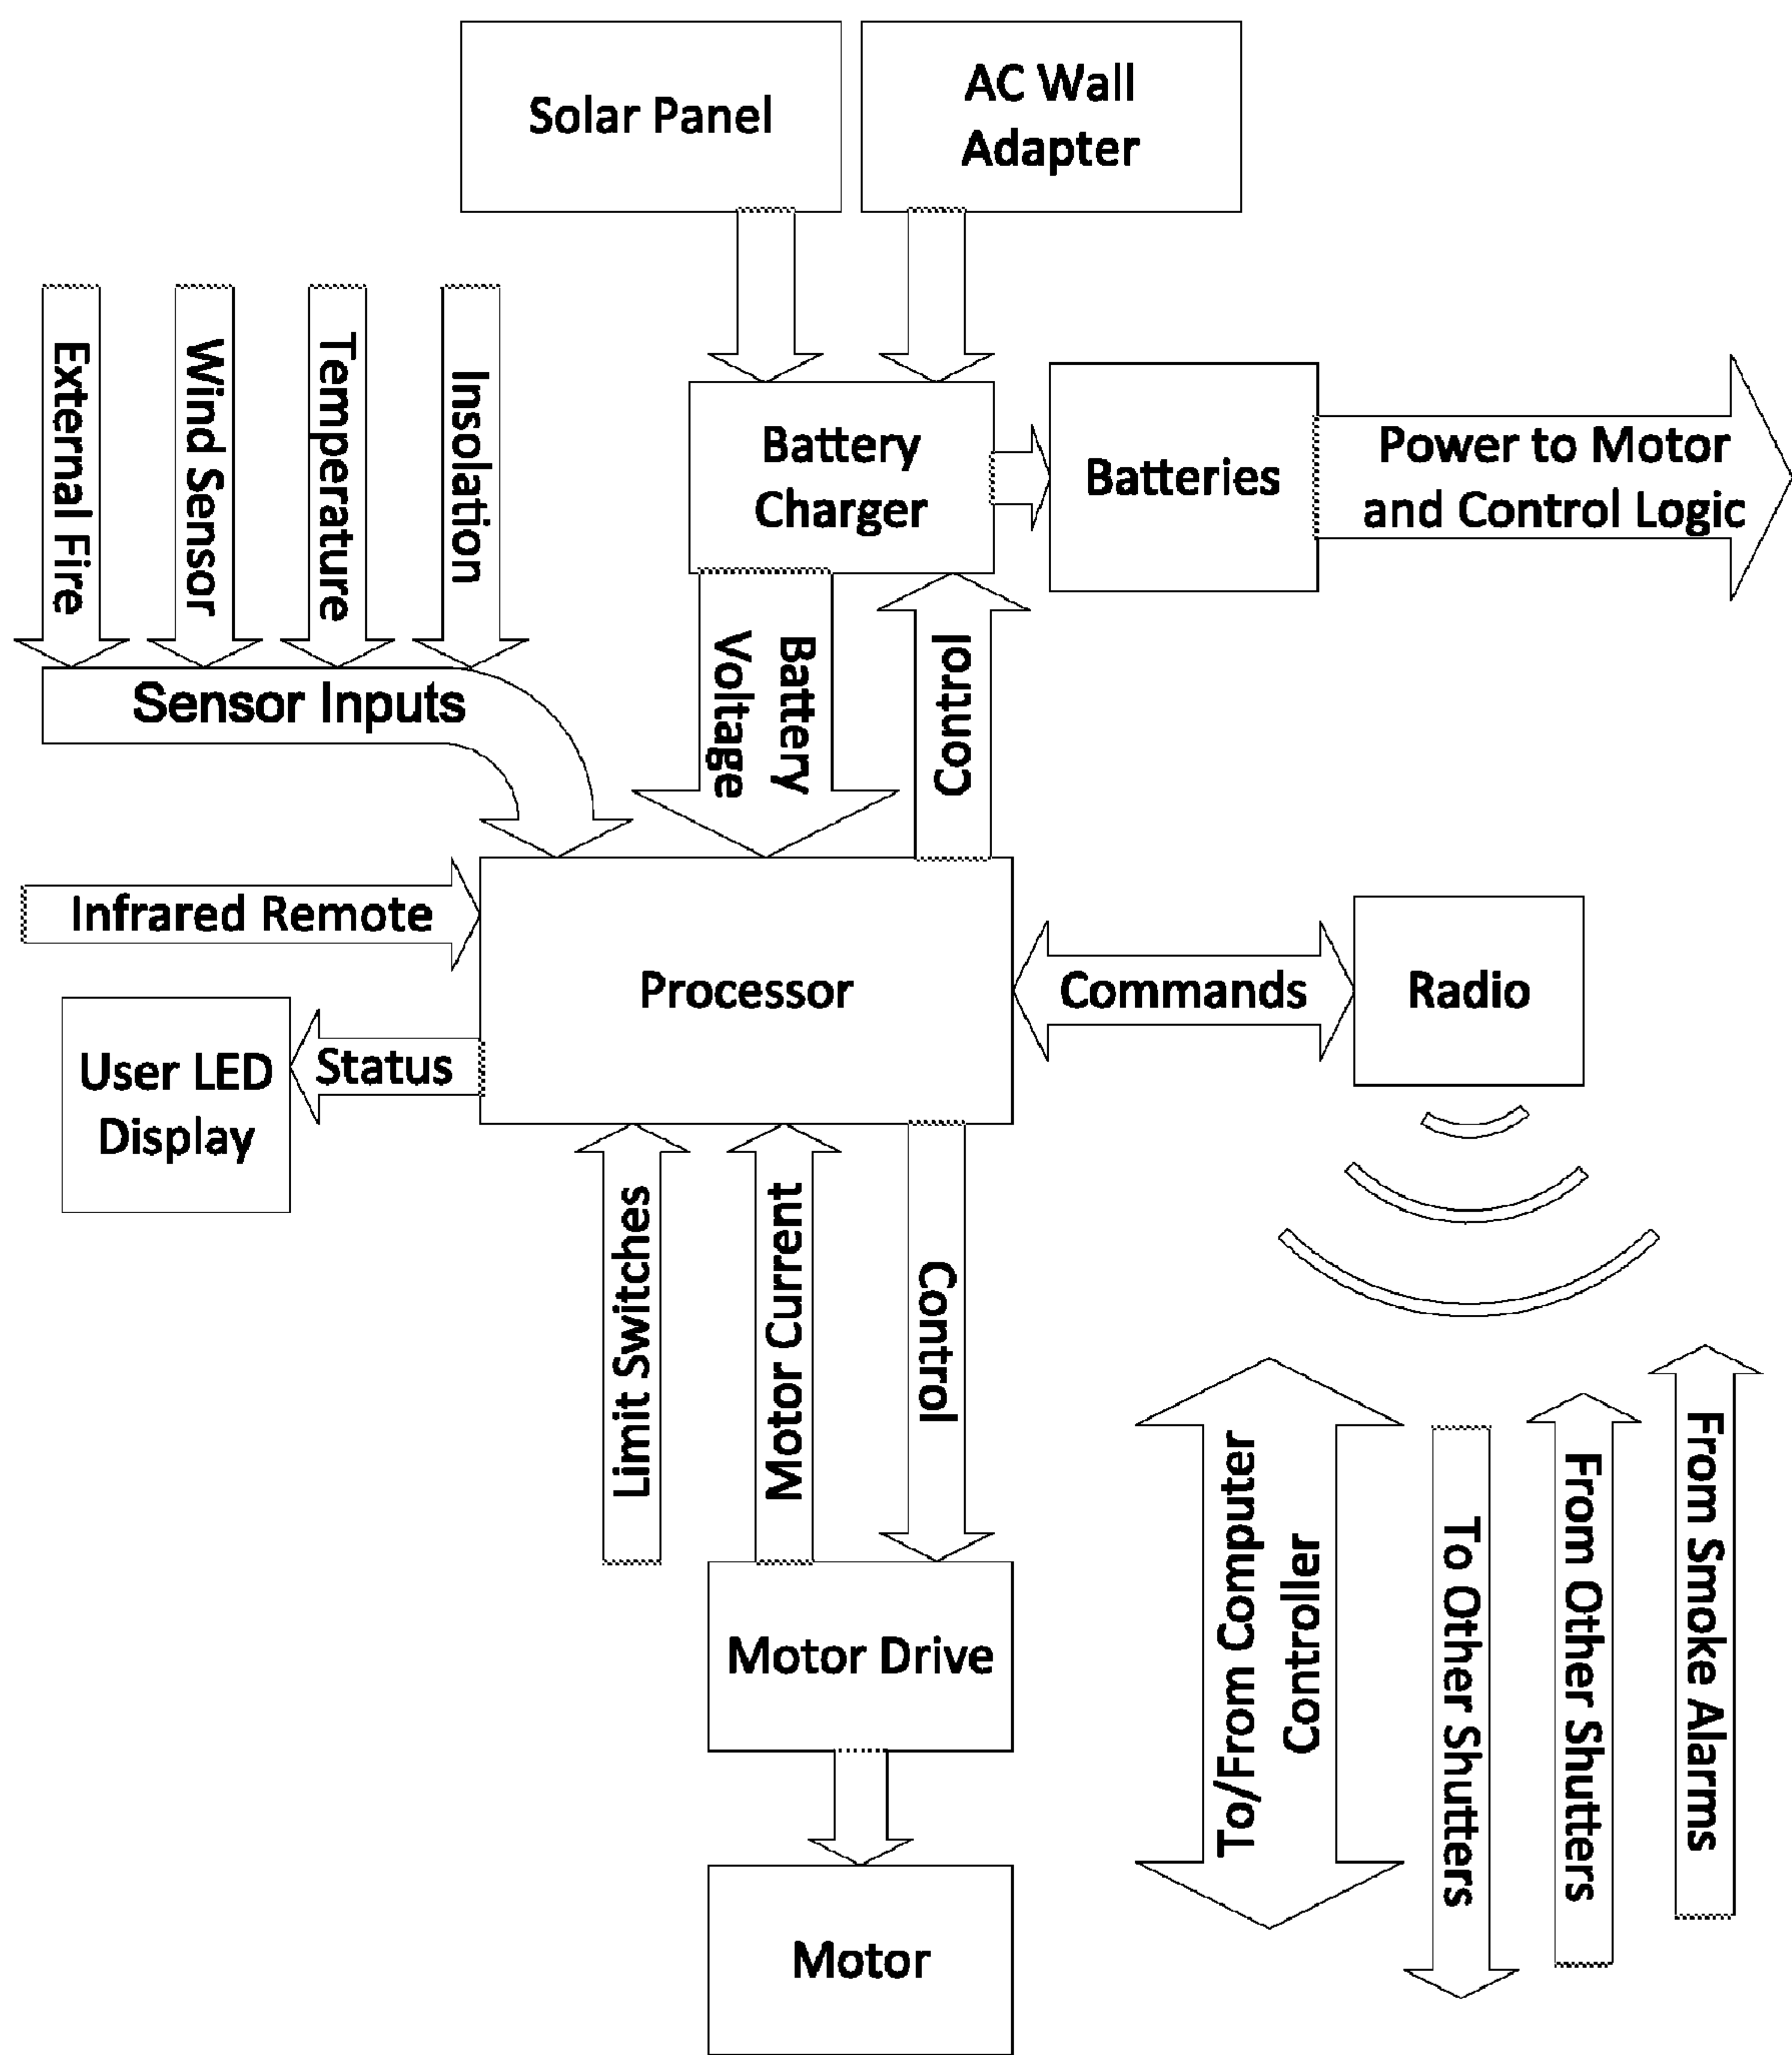 Solar Panel
AC Wall
Adapter
External Fire
Wind Sensor
Temperature
Insolation
Battery
Charger
Batteries
Power to Motor
and Control Logic
Sensor Inputs
Battery
Voltage
Control
Infrared Remote
Processor
Commands
Radio
User LED
Display
Status
Limit Switches
Motor Current
Control
To/From Computer
Controller
To Other Shutters
From Other Shutters
From Smoke Alarms
Motor Drive
Motor